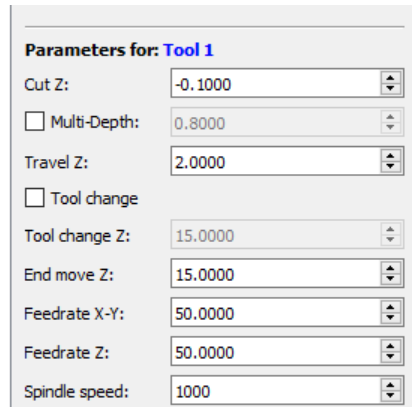 Parameters for: Tool 1
Cut Z: -0.1000
Multi-Depth: 0.8000
Travel Z: 2.0000
Tool change
Tool change Z: 15.0000
End move Z: 15.0000
Feedrate X-Y: 50.0000
Feedrate Z: 50.0000
Spindle speed: 1000